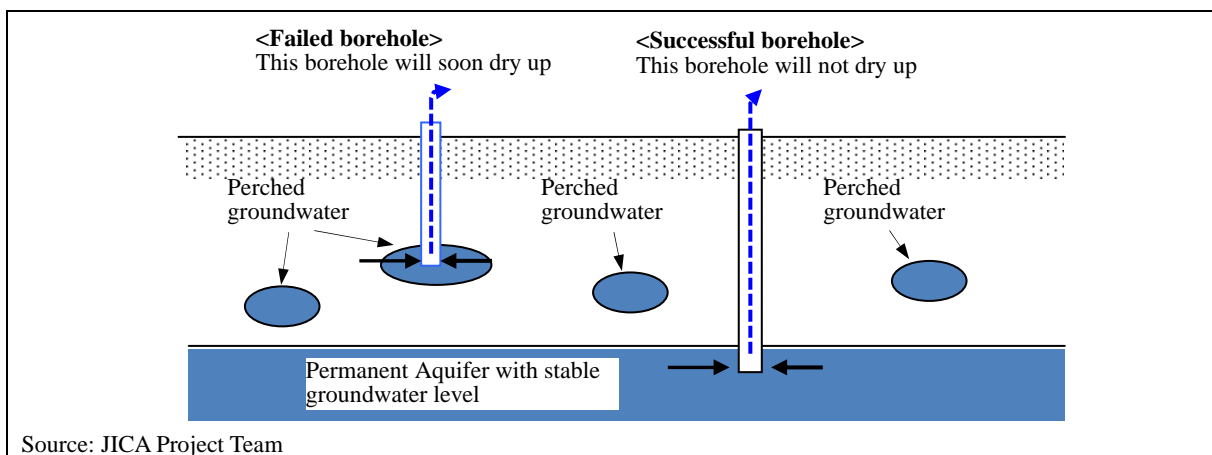 <Failed borehole>
This borehole will soon dry up
<Successful borehole>
This borehole will not dry up
Perched
groundwater
Perched
groundwater
Perched
groundwater
Permanent Aquifer with stable
groundwater level
Source: JICA Project Team